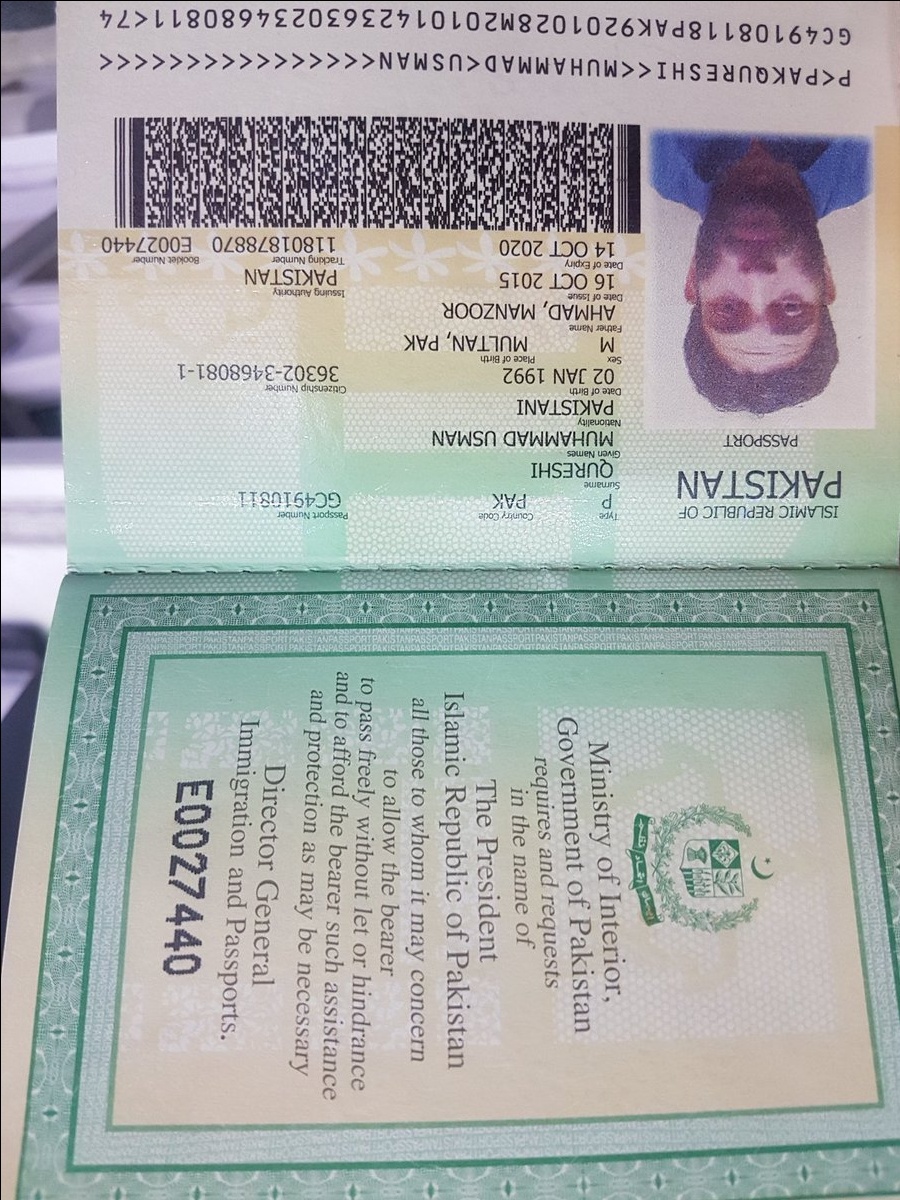 ISLAMIC REPUBLIC OF
PAKISTAN
PASSPORT
Type Country Code Passport Number
P PAK GC4910811
Surname
QURESHI
Given Names
MUHAMMAD USMAN
Nationality
PAKISTANI
Date of Birth Citizenship Number
02 JAN 1992 36302-3468081-1
Sex Place of Birth
M MULTAN, PAK
Father Name
AHMAD, MANZOOR
Date of Issue Issuing Authority
16 OCT 2015 PAKISTAN
Date of Expiry Tracking Number Booklet Number
14 OCT 2020 11801878870 E0027440
P<PAKQURESHI<<MUHAMMAD<USMAN<<<<<<<<<<<<<<<<
GC49108118PAK9201028M20101423630234680811<74
Ministry of Interior,
Government of Pakistan
requires and requests
in the name of
The President
Islamic Republic of Pakistan
all those to whom it may concern
to allow the bearer
to pass freely without let or hindrance
and to afford the bearer such assistance
and protection as may be necessary
Director General
Immigration and Passports.
E0027440